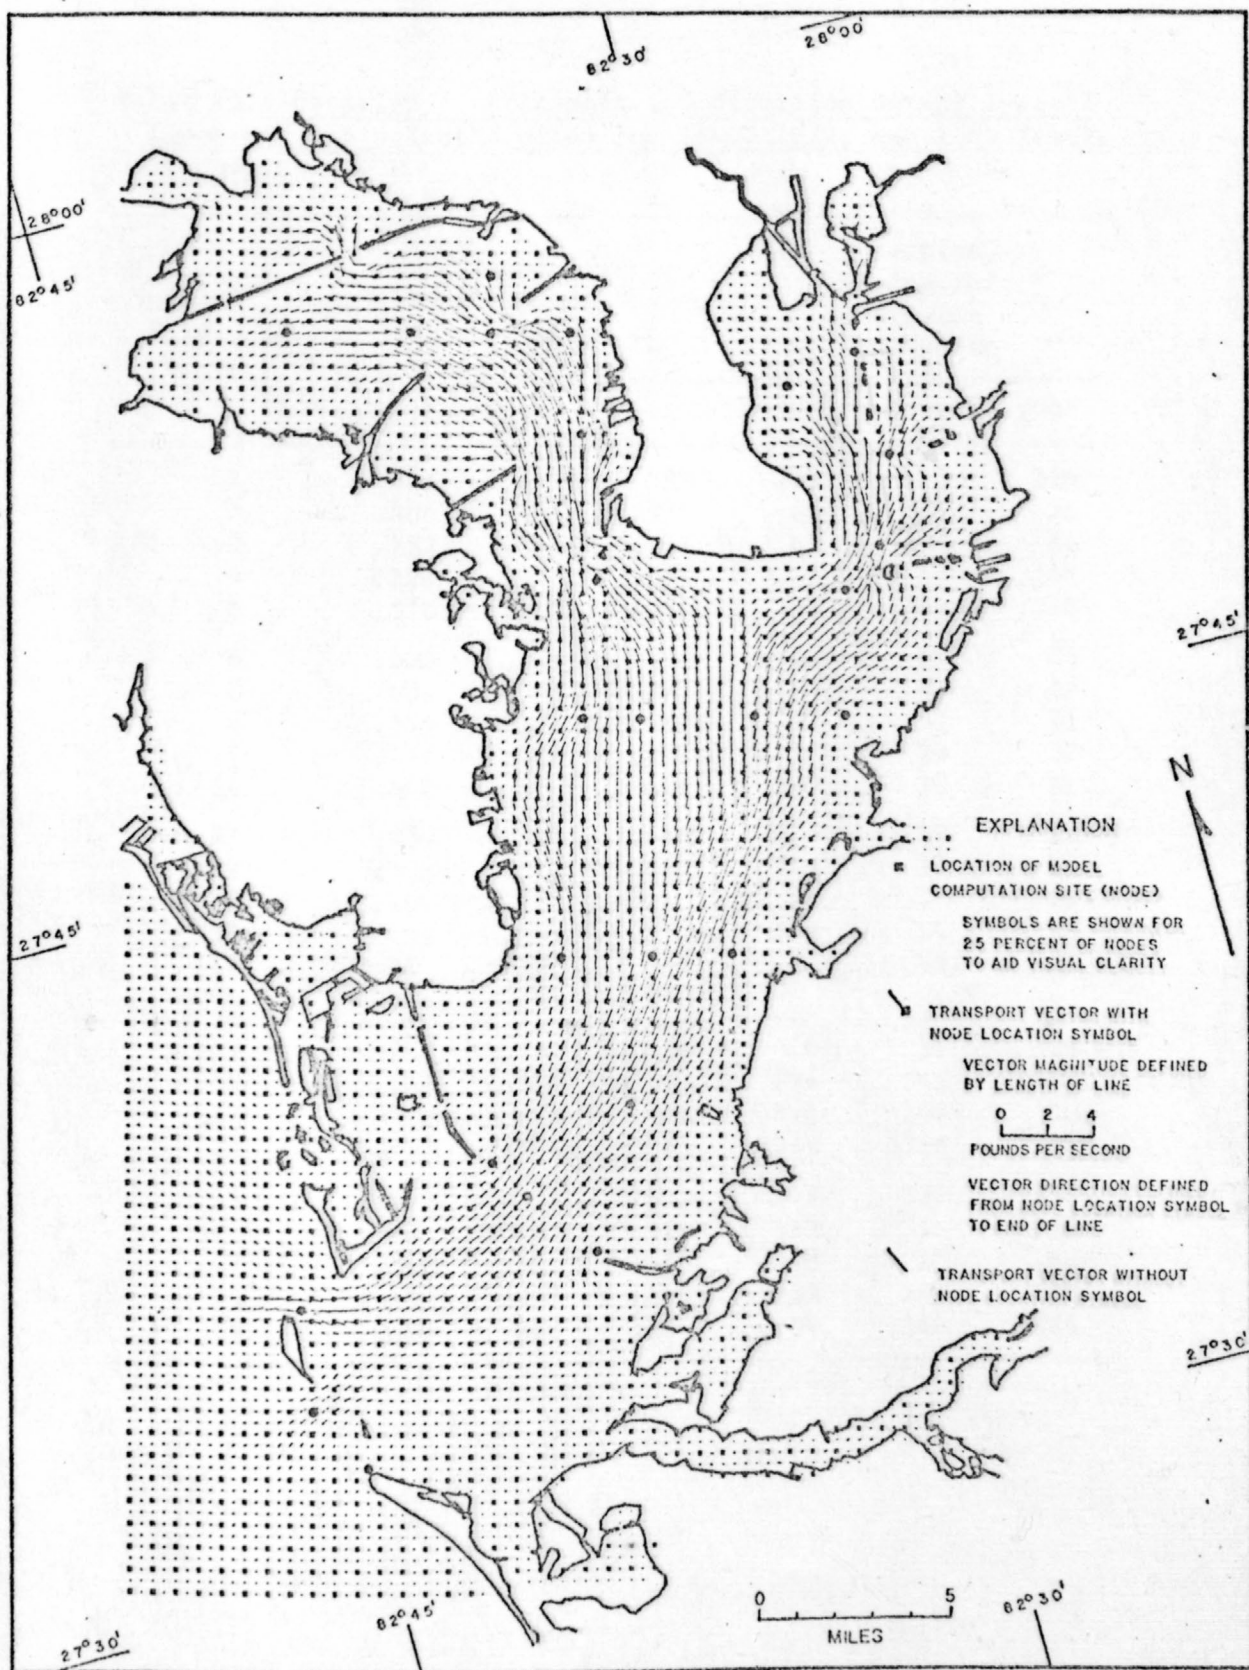 82°30'
28°00'
28°00'
82°45'
27°45'
N
EXPLANATION
LOCATION OF MODEL
COMPUTATION SITE (NODE)
SYMBOLS ARE SHOWN FOR
25 PERCENT OF NODES
TO AID VISUAL CLARITY
27°45'
TRANSPORT VECTOR WITH
NODE LOCATION SYMBOL
VECTOR MAGNITUDE DEFINED
BY LENGTH OF LINE
0 2 4
POUNDS PER SECOND
VECTOR DIRECTION DEFINED
FROM NODE LOCATION SYMBOL
TO END OF LINE
TRANSPORT VECTOR WITHOUT
NODE LOCATION SYMBOL
27°30'
0 5
MILES
82°30'
82°45'
27°30'